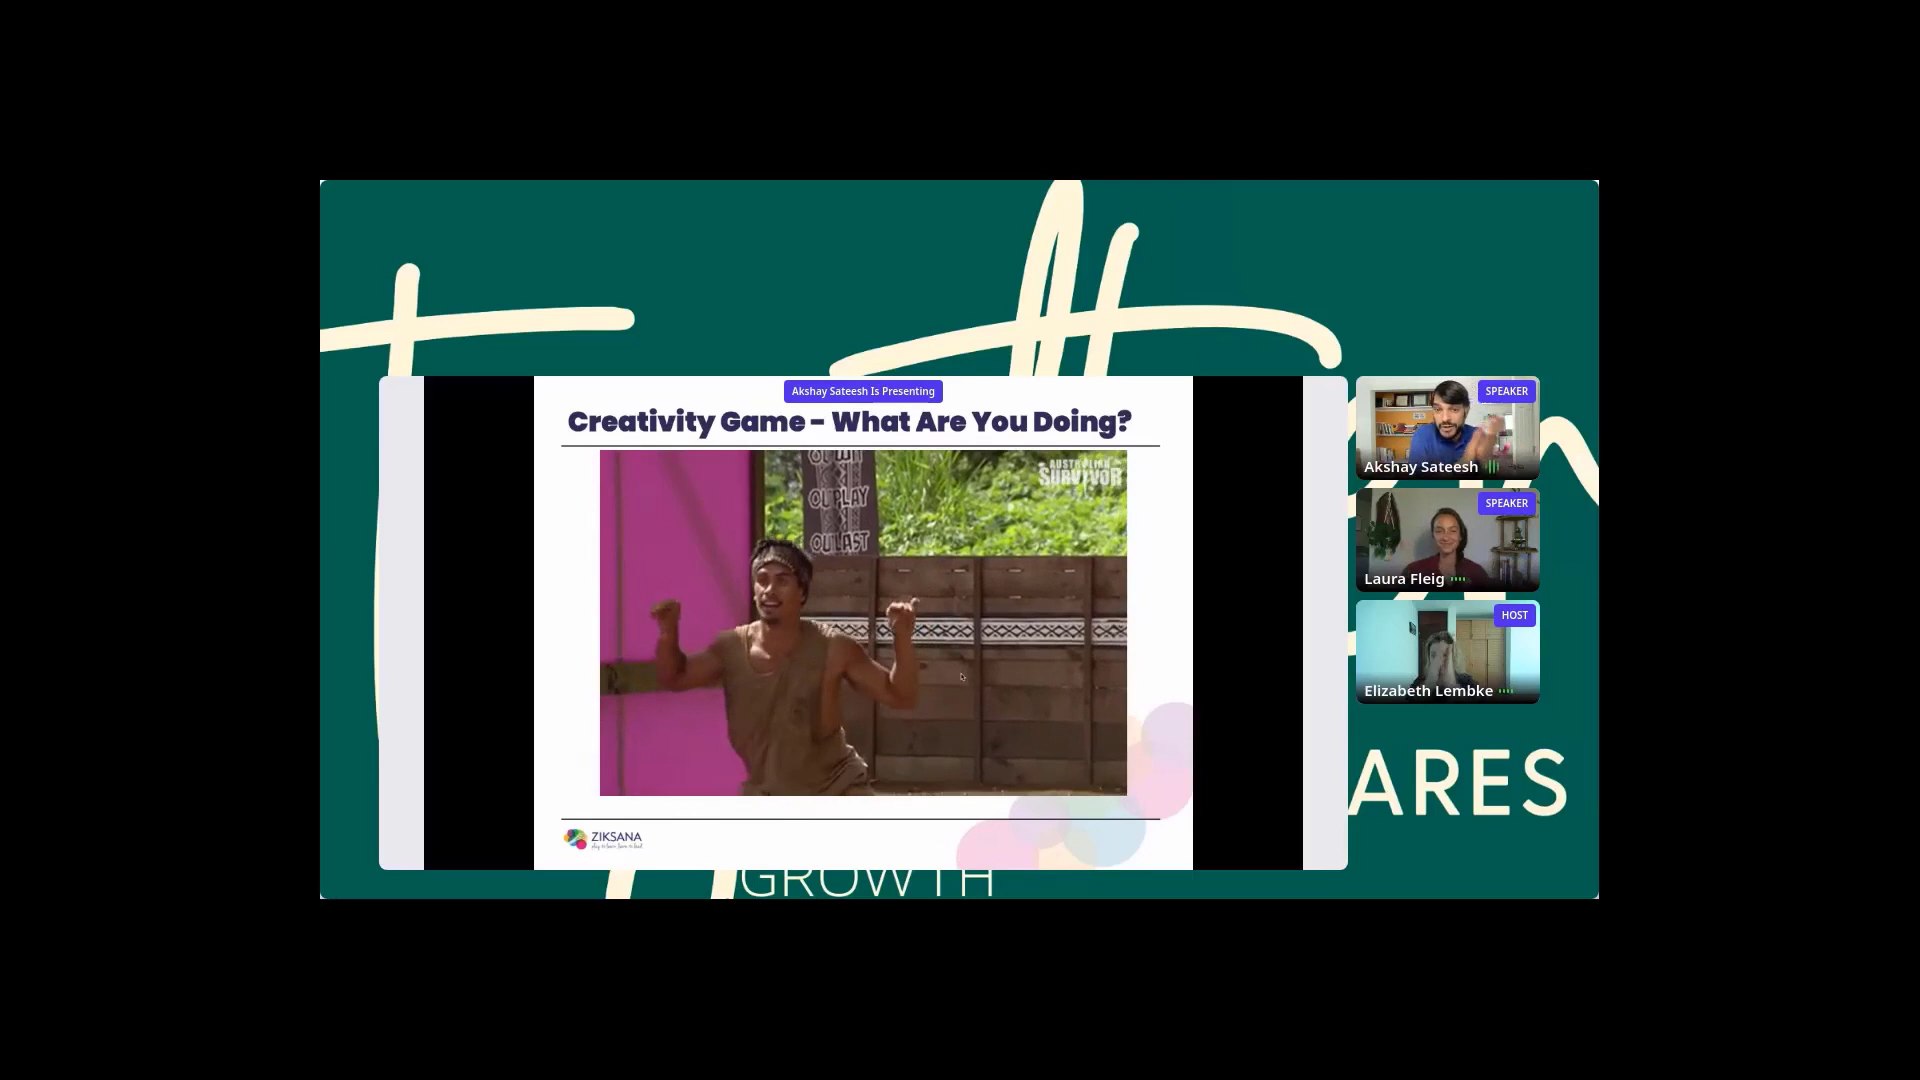 Akshay Sateesh Is Presenting
Creativity Game - What Are You Doing?
AUSTRALIAN
SURVIVOR
OUTPLAY
OUTLAST
ZIKSANA
SPEAKER
Akshay Sateesh
SPEAKER
Laura Fleig
HOST
Elizabeth Lembke
ARES
GROWTH